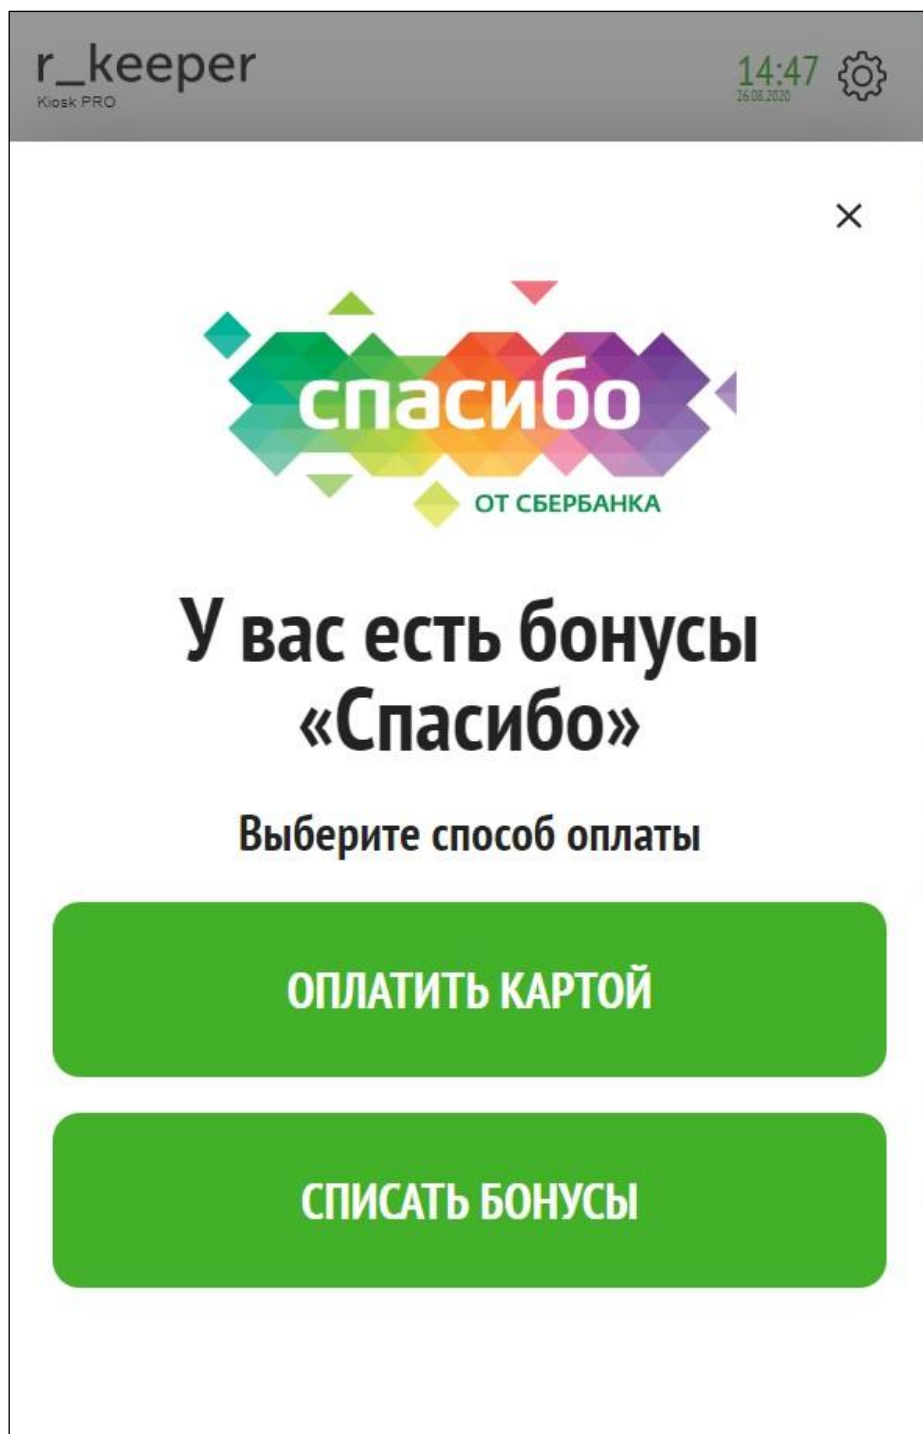 r_keeper
Kiosk PRO
14:47
26.08.2020
спасибо
ОТ СБЕРБАНКА
У вас есть бонусы
«Спасибо»
Выберите способ оплаты
ОПЛАТИТЬ КАРТОЙ
СПИСАТЬ БОНУСЫ